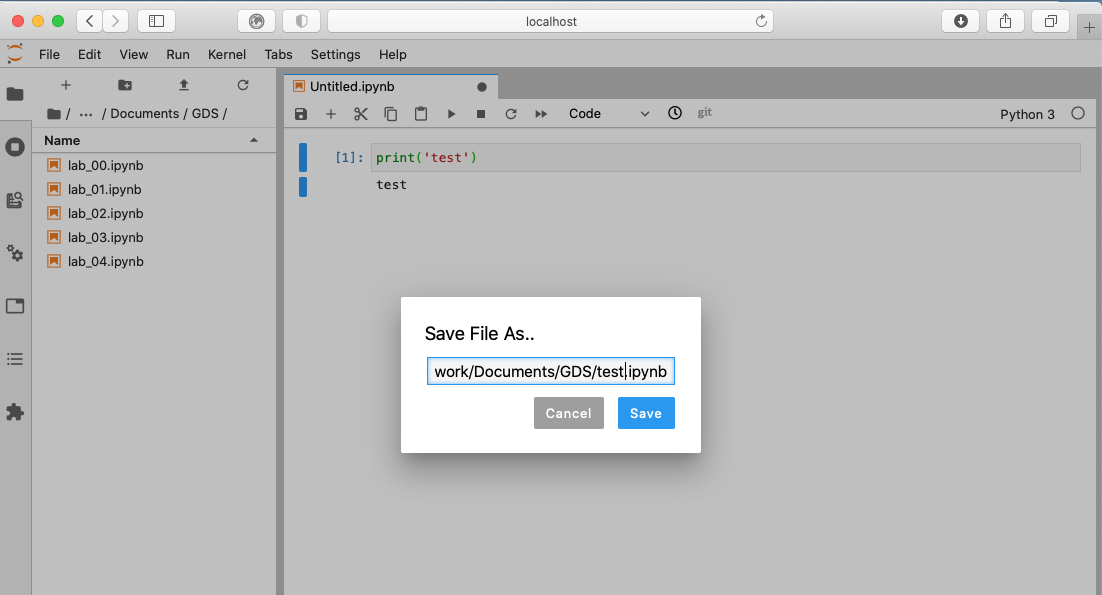 localhost
File Edit View Run Kernel Tabs Settings Help
Untitled.ipynb
/ ··· / Documents / GDS /
Code
git
Python 3
Name
lab_00.ipynb
lab_01.ipynb
lab_02.ipynb
lab_03.ipynb
lab_04.ipynb
[1]: print('test')
test
Save File As..
work/Documents/GDS/test.ipynb
Cancel Save